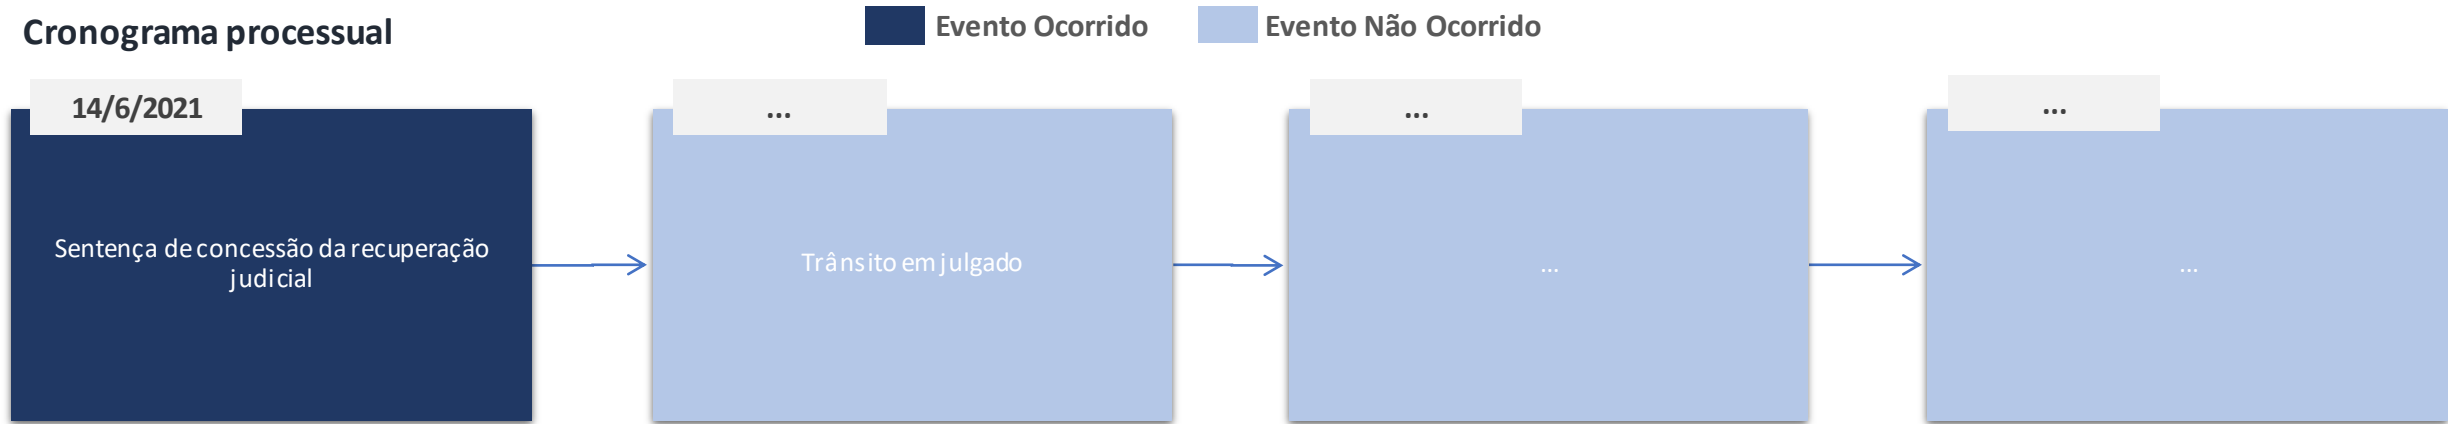 Cronograma processual
Evento Ocorrido
Evento Não Ocorrido
14/6/2021
Sentença de concessão da recuperação
judicial
...
Trânsito em julgado
...
...
...
...